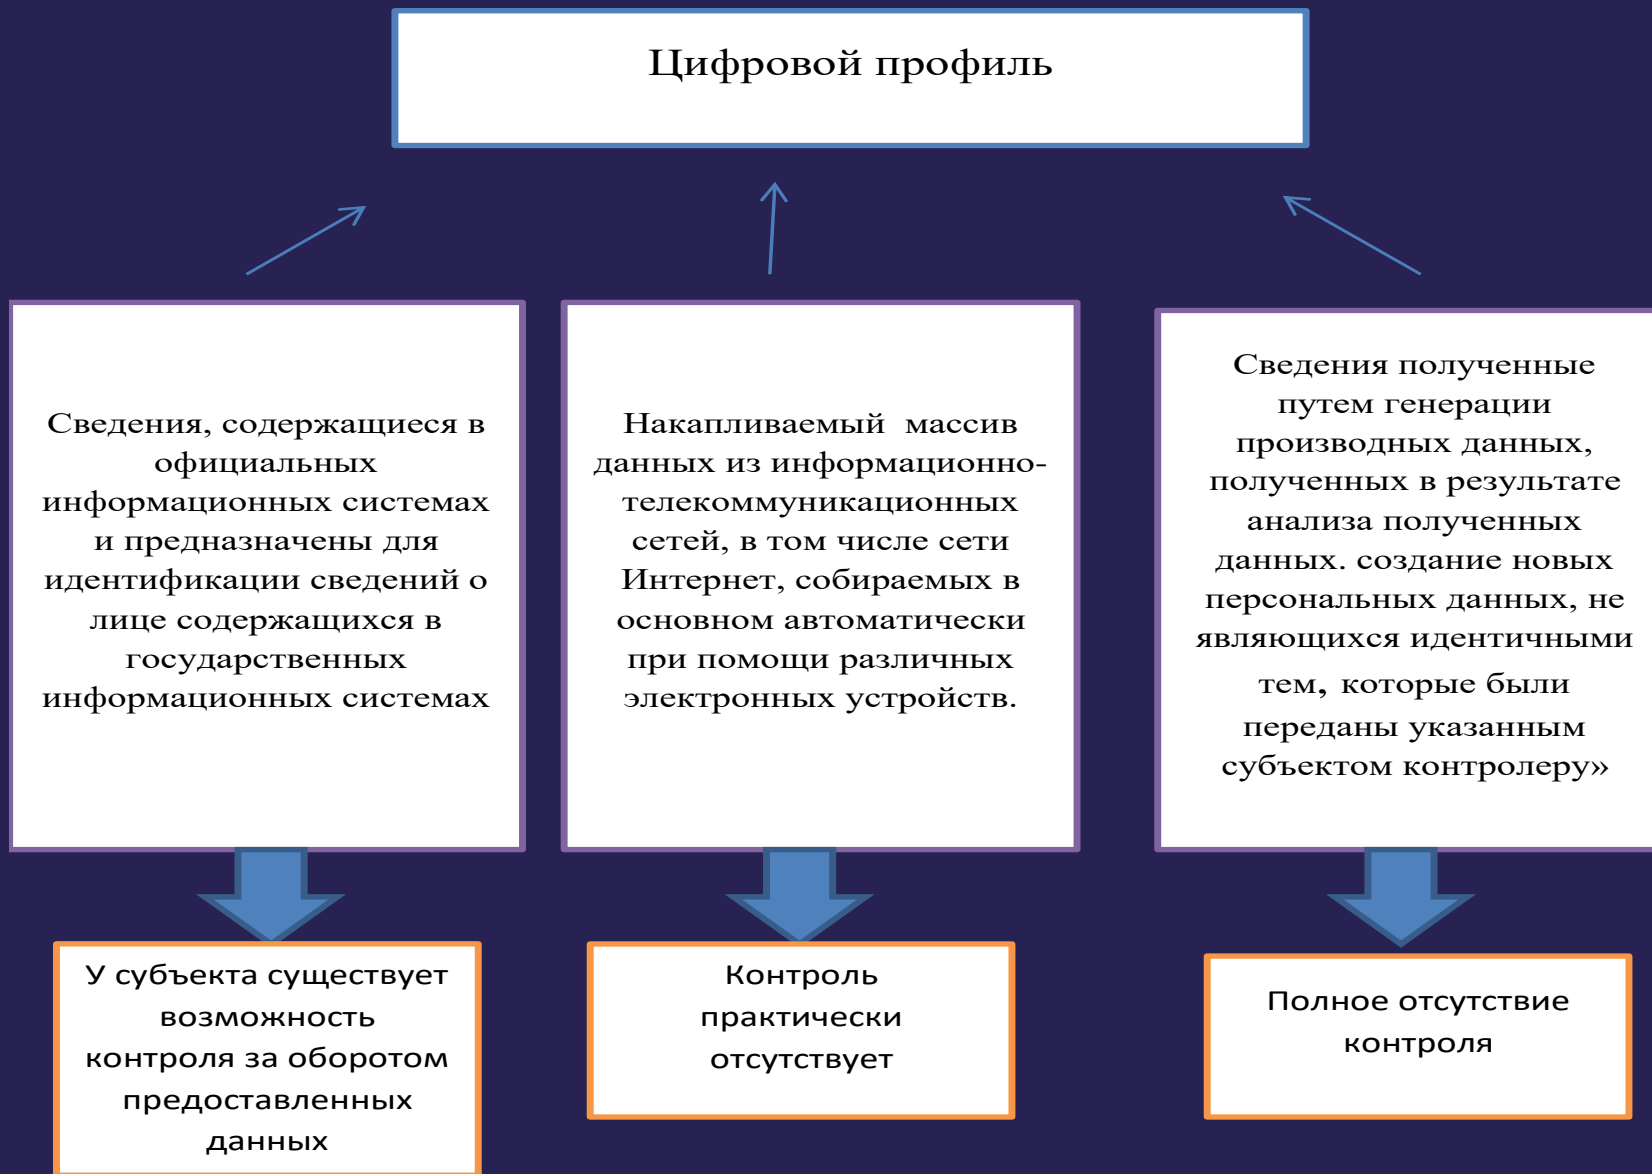 Цифровой профиль
Сведения, содержащиеся в
официальных
информационных системах
и предназначены для
идентификации сведений о
лице содержащихся в
государственных
информационных системах
Накапливаемый массив
данных из информационно-
телекоммуникационных
сетей, в том числе сети
Интернет, собираемых в
основном автоматически
при помощи различных
электронных устройств.
Сведения полученные
путем генерации
производных данных,
полученных в результате
анализа полученных
данных. создание новых
персональных данных, не
являющихся идентичными
тем, которые были
переданы указанным
субъектом контролеру»
У субъекта существует
возможность
контроля за оборотом
предоставленных
данных
Контроль
практически
отсутствует
Полное отсутствие
контроля